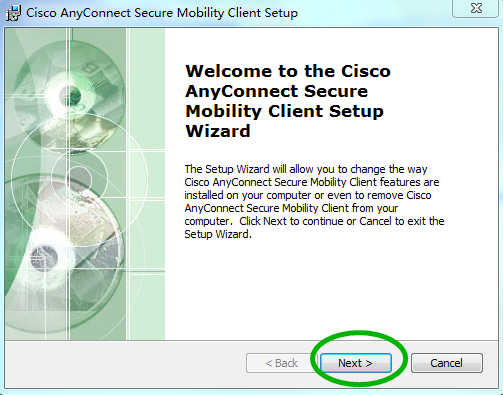 Cisco AnyConnect Secure Mobility Client Setup
Welcome to the Cisco
AnyConnect Secure
Mobility Client Setup
Wizard
The Setup Wizard will allow you to change the way
Cisco AnyConnect Secure Mobility Client features are
installed on your computer or even to remove Cisco
AnyConnect Secure Mobility Client from your
computer. Click Next to continue or Cancel to exit the
Setup Wizard.
< Back Next > Cancel